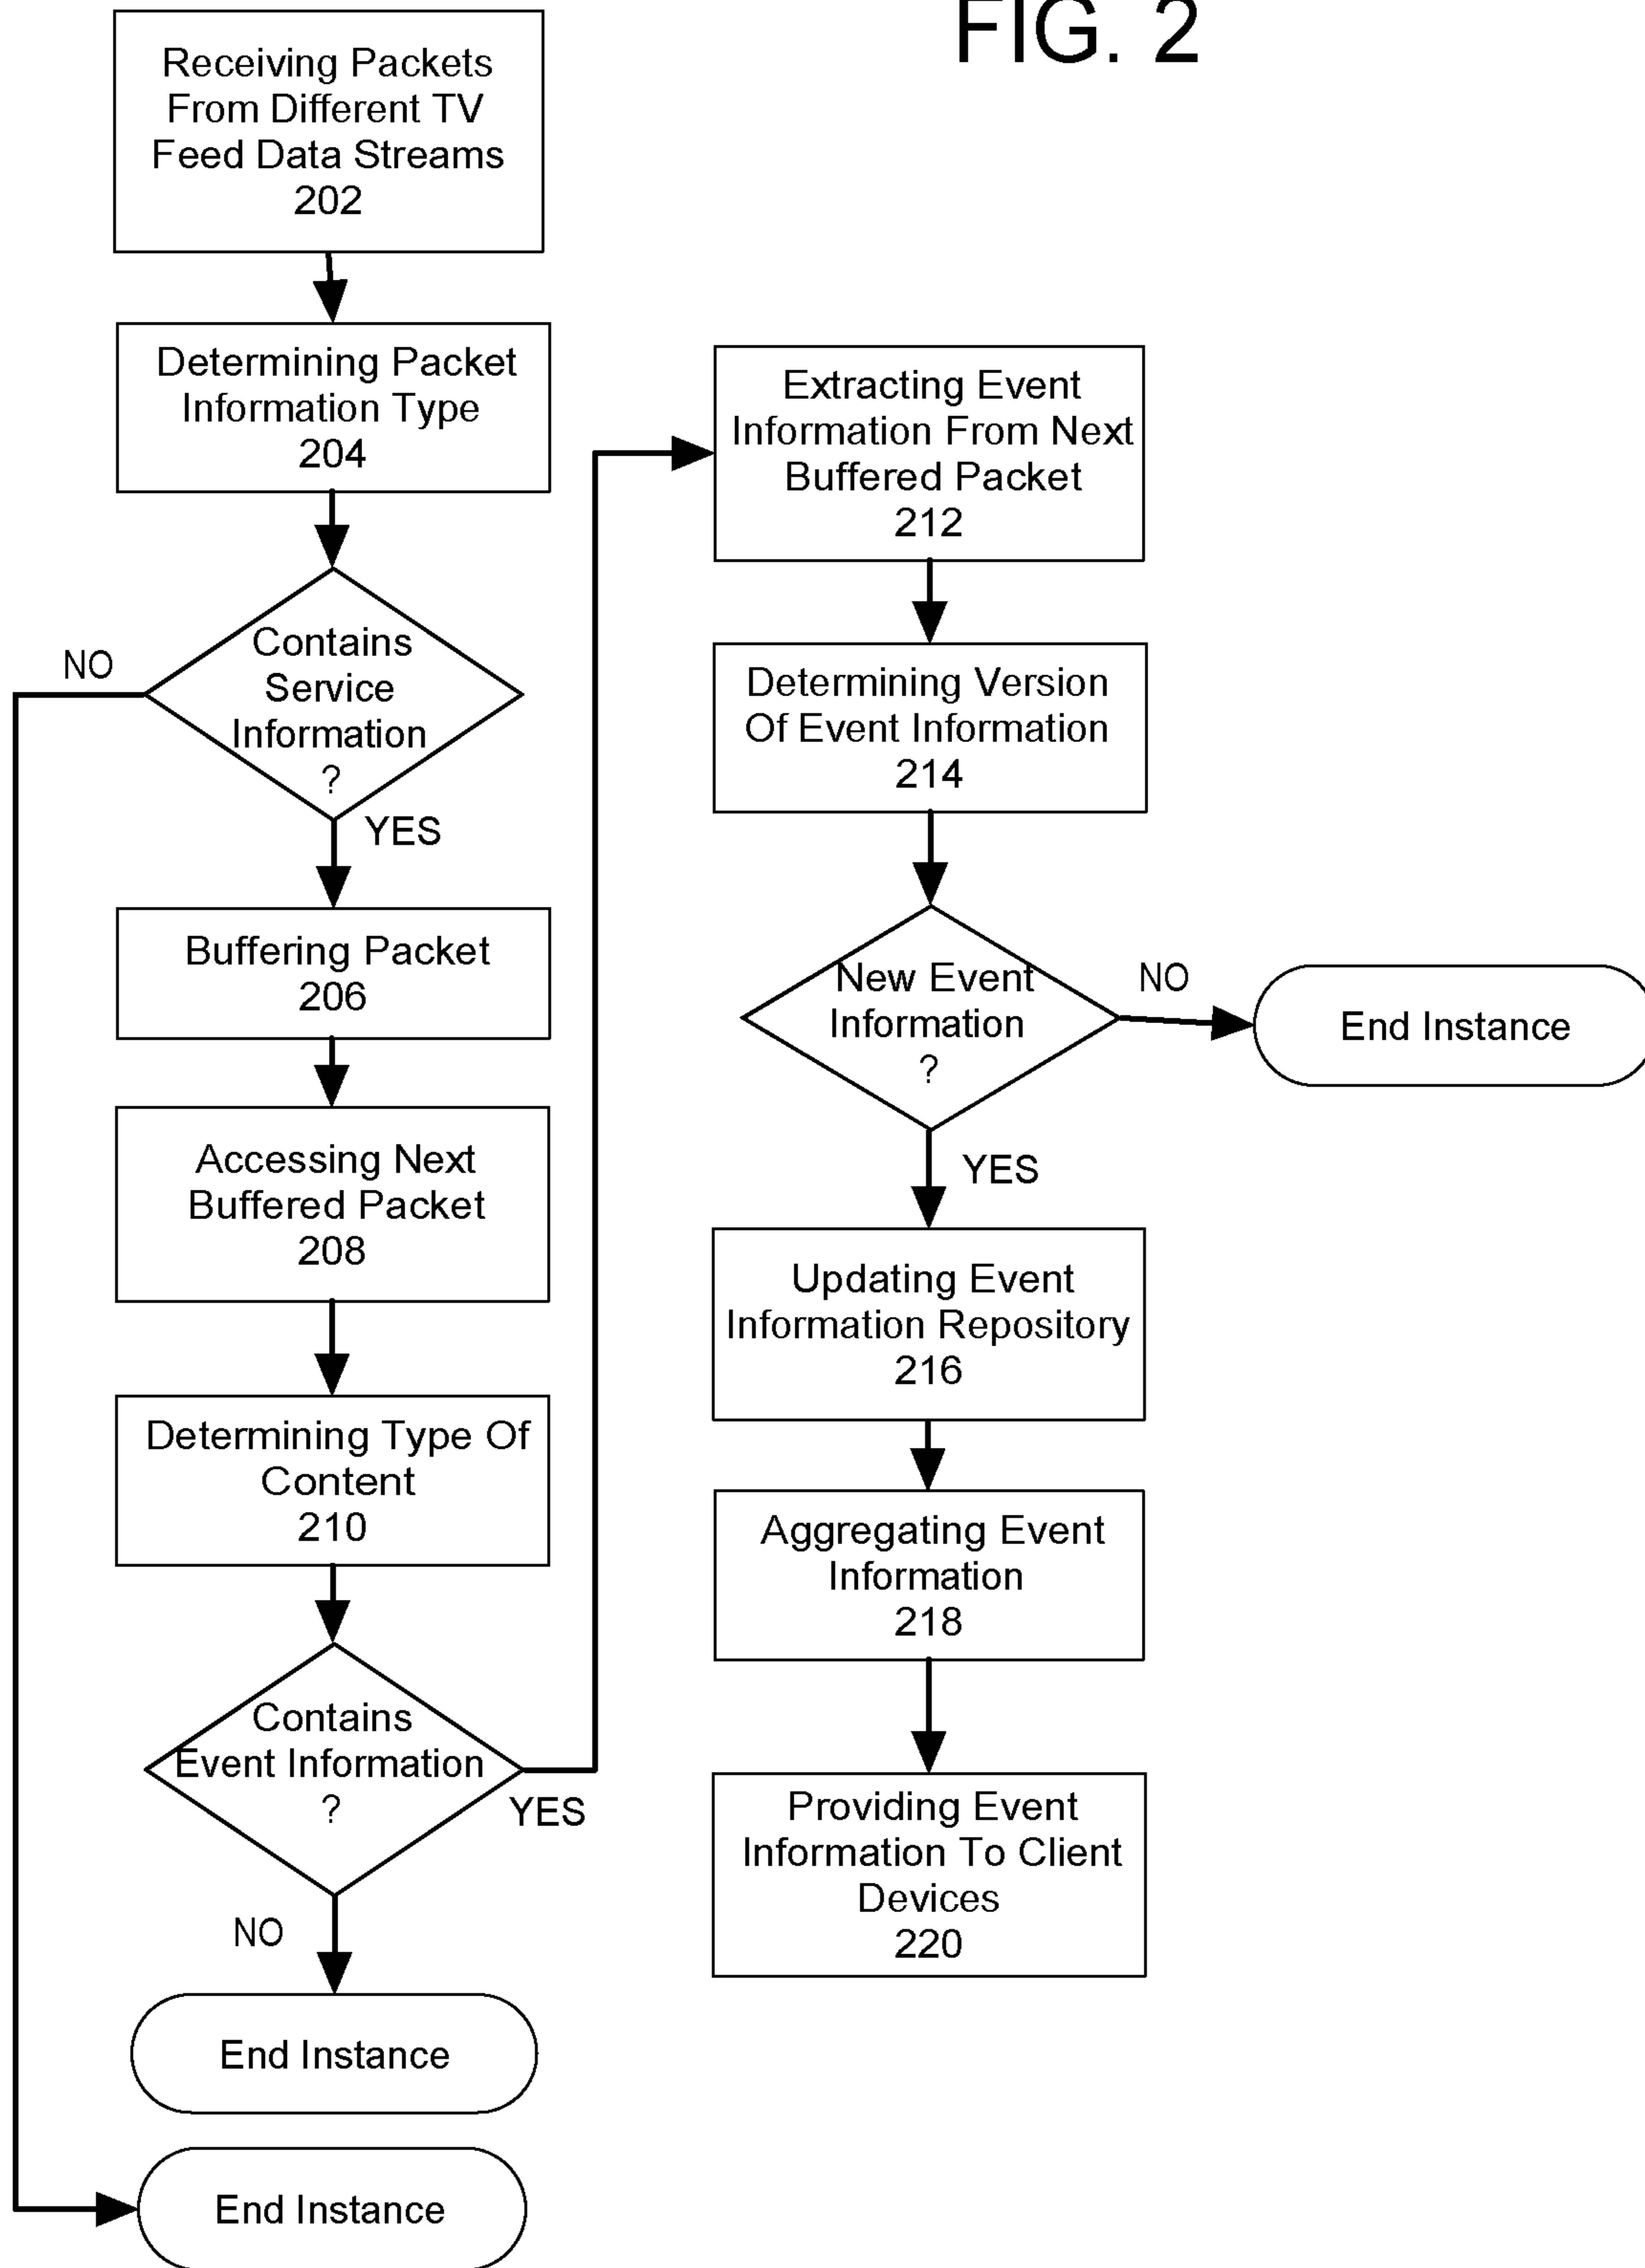 FIG. 2
Receiving Packets
From Different TV
Feed Data Streams
202
Determining Packet
Information Type
204
Contains
Service
Information
?
NO
YES
Buffering Packet
206
Accessing Next
Buffered Packet
208
Determining Type Of
Content
210
Contains
Event Information
?
YES
NO
End Instance
End Instance
Extracting Event
Information From Next
Buffered Packet
212
Determining Version
Of Event Information
214
New Event
Information
?
NO
End Instance
YES
Updating Event
Information Repository
216
Aggregating Event
Information
218
Providing Event
Information To Client
Devices
220